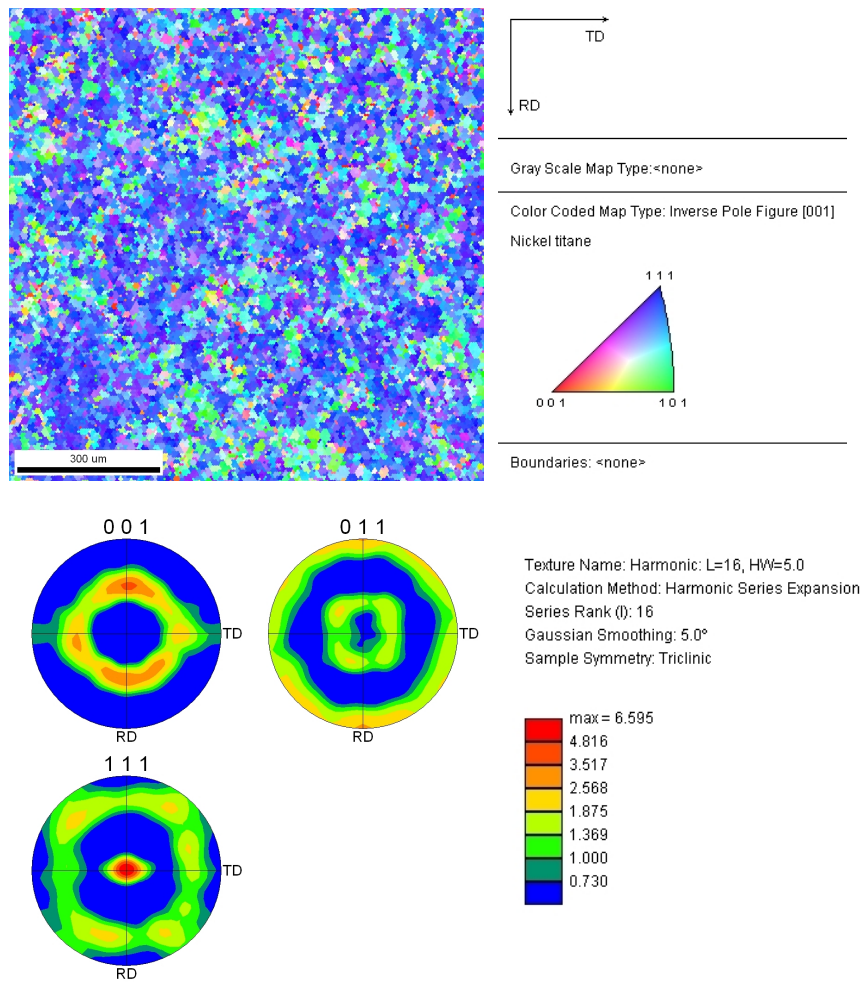 TD
RD
Gray Scale Map Type:<none>
Color Coded Map Type: Inverse Pole Figure [001]
Nickel titane
1 1 1
0 0 1
1 0 1
300 um
Boundaries: <none>
0 0 1
0 1 1
TD
TD
RD
RD
1 1 1
TD
RD
Texture Name: Harmonic: L=16, HW=5.0
Calculation Method: Harmonic Series Expansion
Series Rank (l): 16
Gaussian Smoothing: 5.0º
Sample Symmetry: Triclinic
max = 6.595
4.816
3.517
2.568
1.875
1.369
1.000
0.730